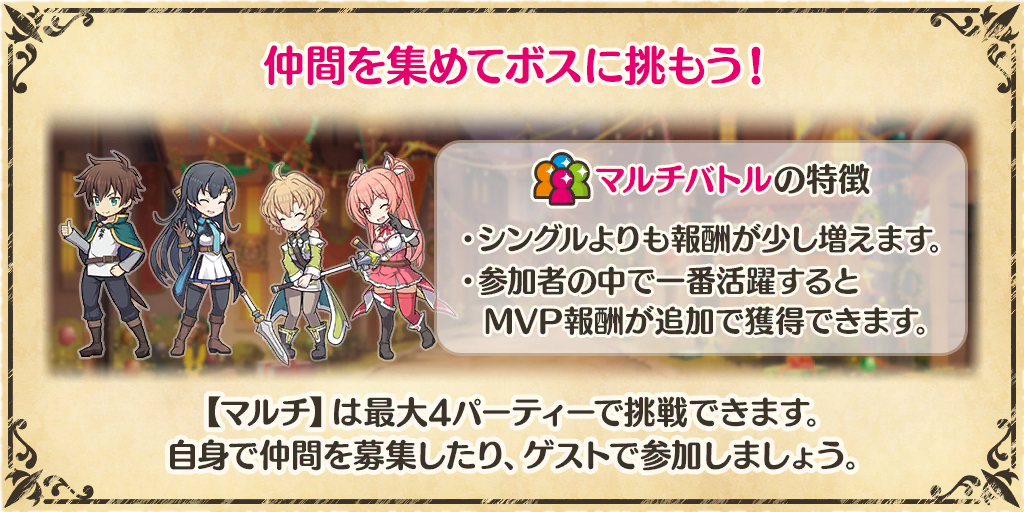 仲間を集めてボスに挑もう!
マルチバトルの特徴
・シングルよりも報酬が少し増えます。
・参加者の中で一番活躍すると
MVP報酬が追加で獲得できます。
【マルチ】は最大4パーティーで挑戦できます。
自身で仲間を募集したり、ゲストで参加しましょう。